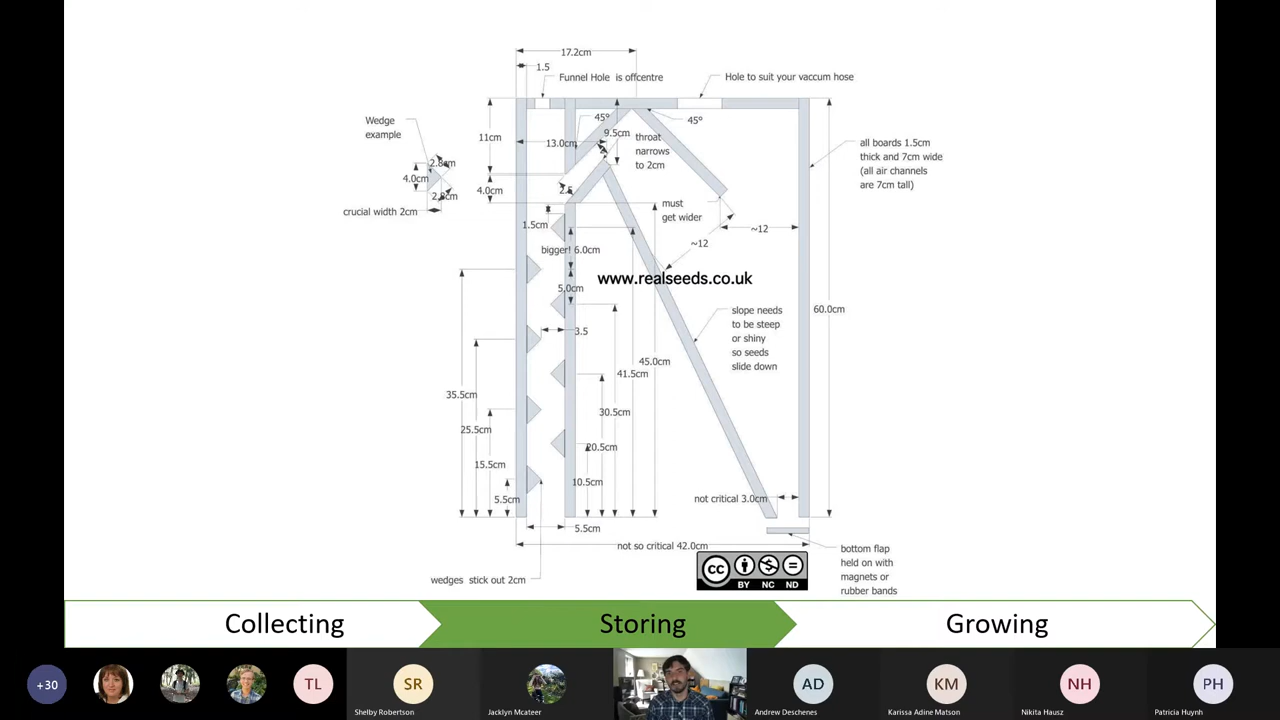 17.2cm
1.5
Funnel Hole is offcentre
Hole to suit your vaccum hose
Wedge
example
2.8cm
4.0cm
2.8cm
crucial width 2cm
11cm
45°
9.5cm
13.0cm
2
throat
narrows
to 2cm
45°
all boards 1.5cm
thick and 7cm wide
(all air channels
are 7cm tall)
4.0cm
2.5
1.5cm
must
get wider
~12
~12
bigger! 6.0cm
www.realseeds.co.uk
5.0cm
3.5
slope needs
to be steep
or shiny
so seeds
slide down
60.0cm
45.0cm
41.5cm
35.5cm
30.5cm
25.5cm
20.5cm
15.5cm
10.5cm
5.5cm
not critical 3.0cm
5.5cm
not so critical 42.0cm
wedges stick out 2cm
bottom flap
held on with
magnets or
rubber bands
cc
BY NC ND
Collecting
Storing
Growing
+30
TL
SR
AD
KM
NH
PH
Shelby Robertson
Jacklyn Mcateer
Andrew Deschenes
Karissa Adine Matson
Nikita Hausz
Patricia Huynh